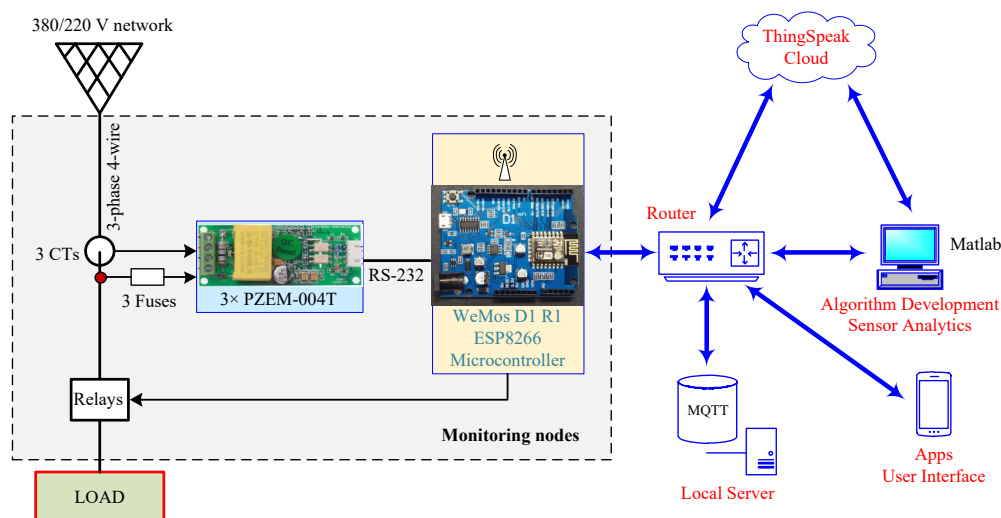 380/220 V network
3-phase 4-wire
3 CTs
3 Fuses
3× PZEM-004T
RS-232
D1
WeMos D1 R1
ESP8266
Microcontroller
Relays
Monitoring nodes
LOAD
ThingSpeak
Cloud
Router
Matlab
Algorithm Development
Sensor Analytics
MQTT
Local Server
Apps
User Interface